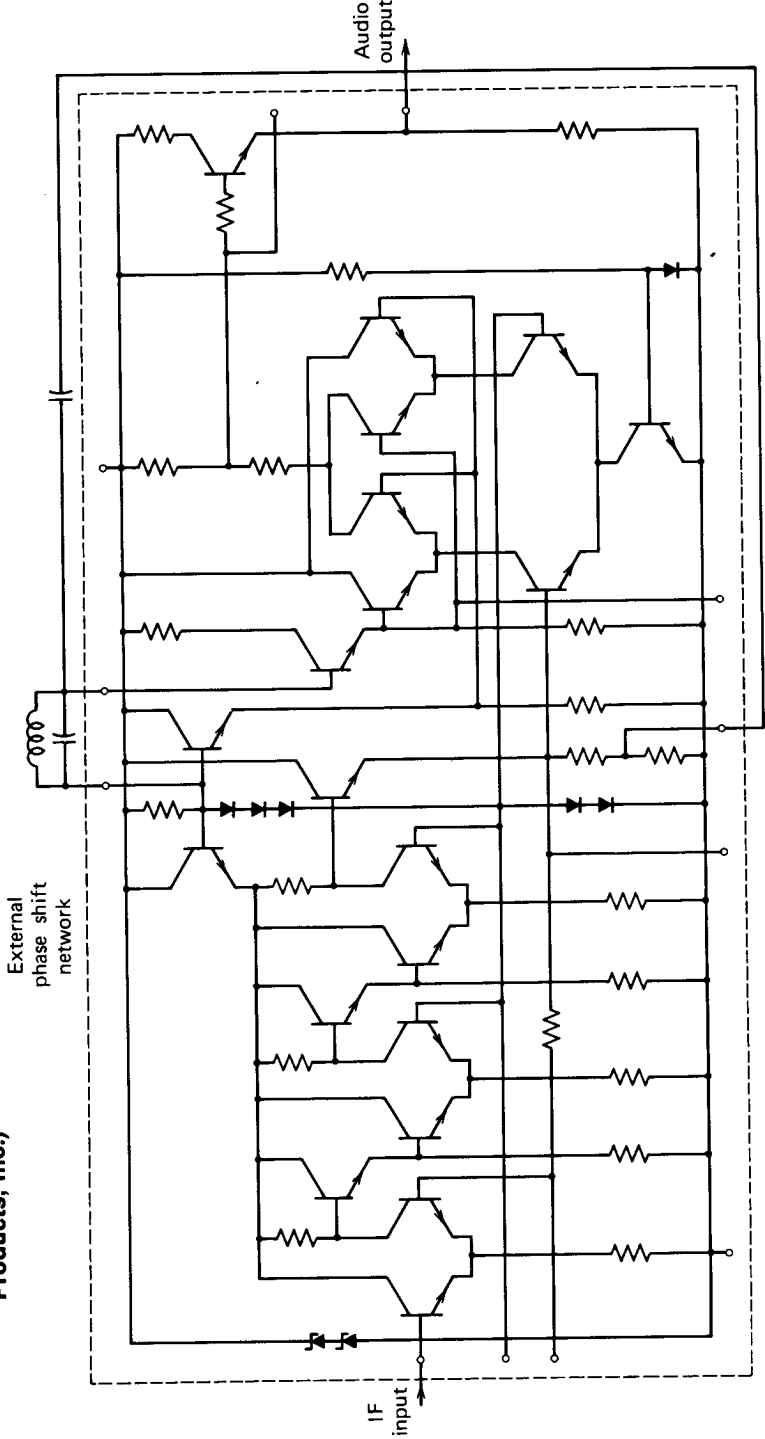 Products, Inc.)
External
phase shift
network
IF
input
Audio
output